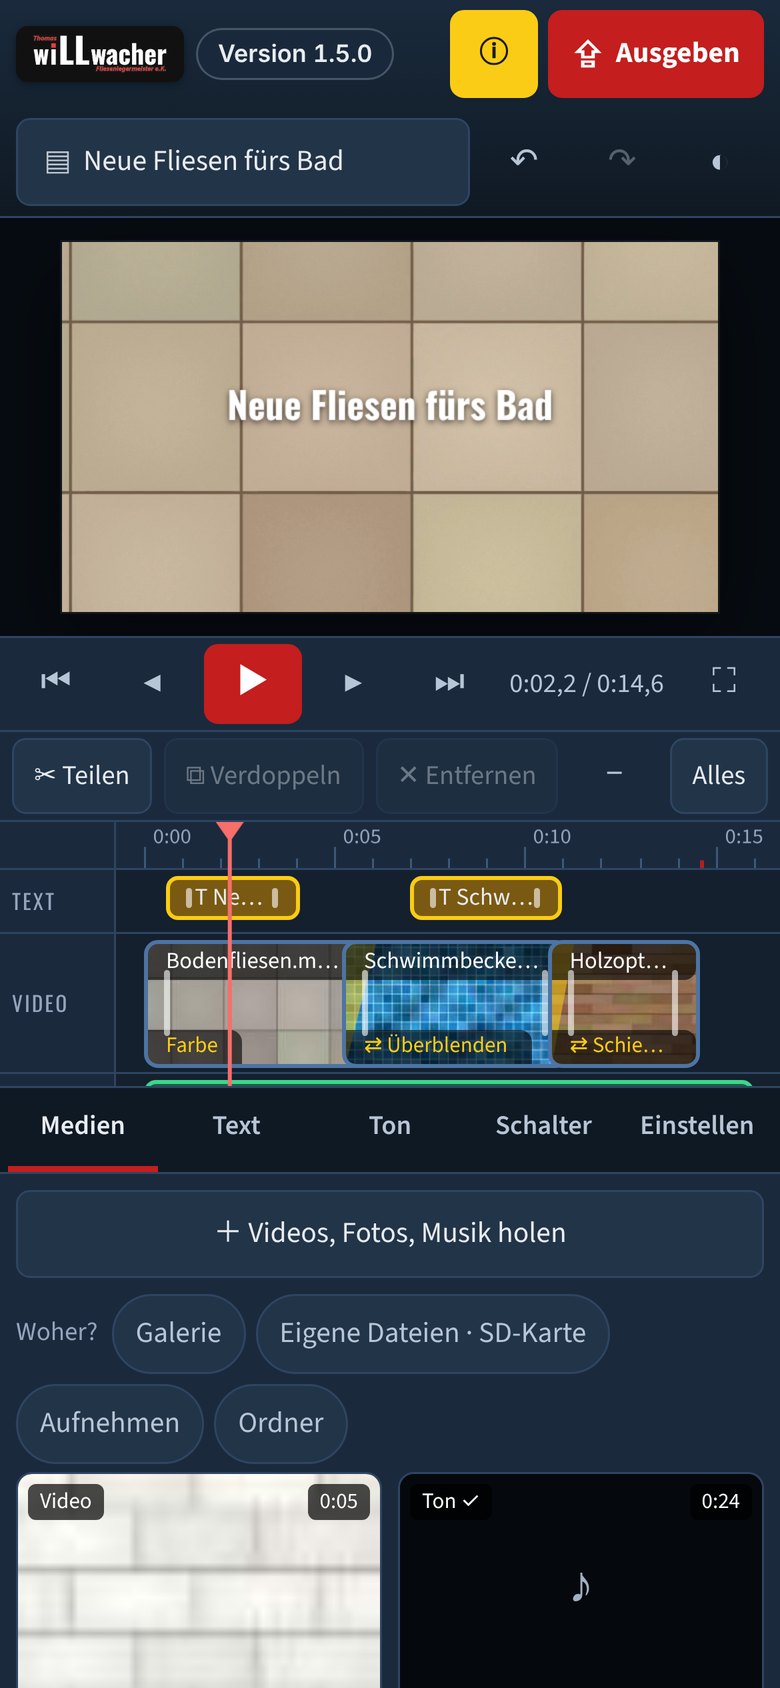 Thomas
wiLLwacher
Fliesenlegermeister e.K.
Version 1.5.0
Ausgeben
Neue Fliesen fürs Bad
Neue Fliesen fürs Bad
0:02,2 / 0:14,6
Teilen
Verdoppeln
Entfernen
Alles
0:00
0:05
0:10
0:15
TEXT
T Ne…
T Schw…
VIDEO
Bodenfliesen.m…
Schwimmbecke…
Holzopt…
Farbe
Überblenden
Schie…
Medien
Text
Ton
Schalter
Einstellen
+ Videos, Fotos, Musik holen
Woher?
Galerie
Eigene Dateien · SD-Karte
Aufnehmen
Ordner
Video
0:05
Ton ✓
0:24